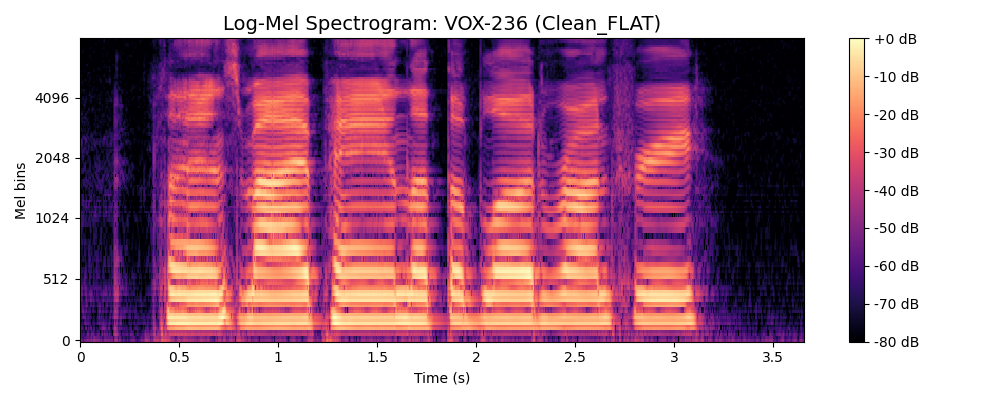 Log-Mel Spectrogram: VOX-236 (Clean_FLAT)
+0 dB
-10 dB
-20 dB
-30 dB
-40 dB
-50 dB
-60 dB
-70 dB
-80 dB
Mel bins
4096
2048
1024
512
0
0
0.5
1
1.5
2
2.5
3
3.5
Time (s)